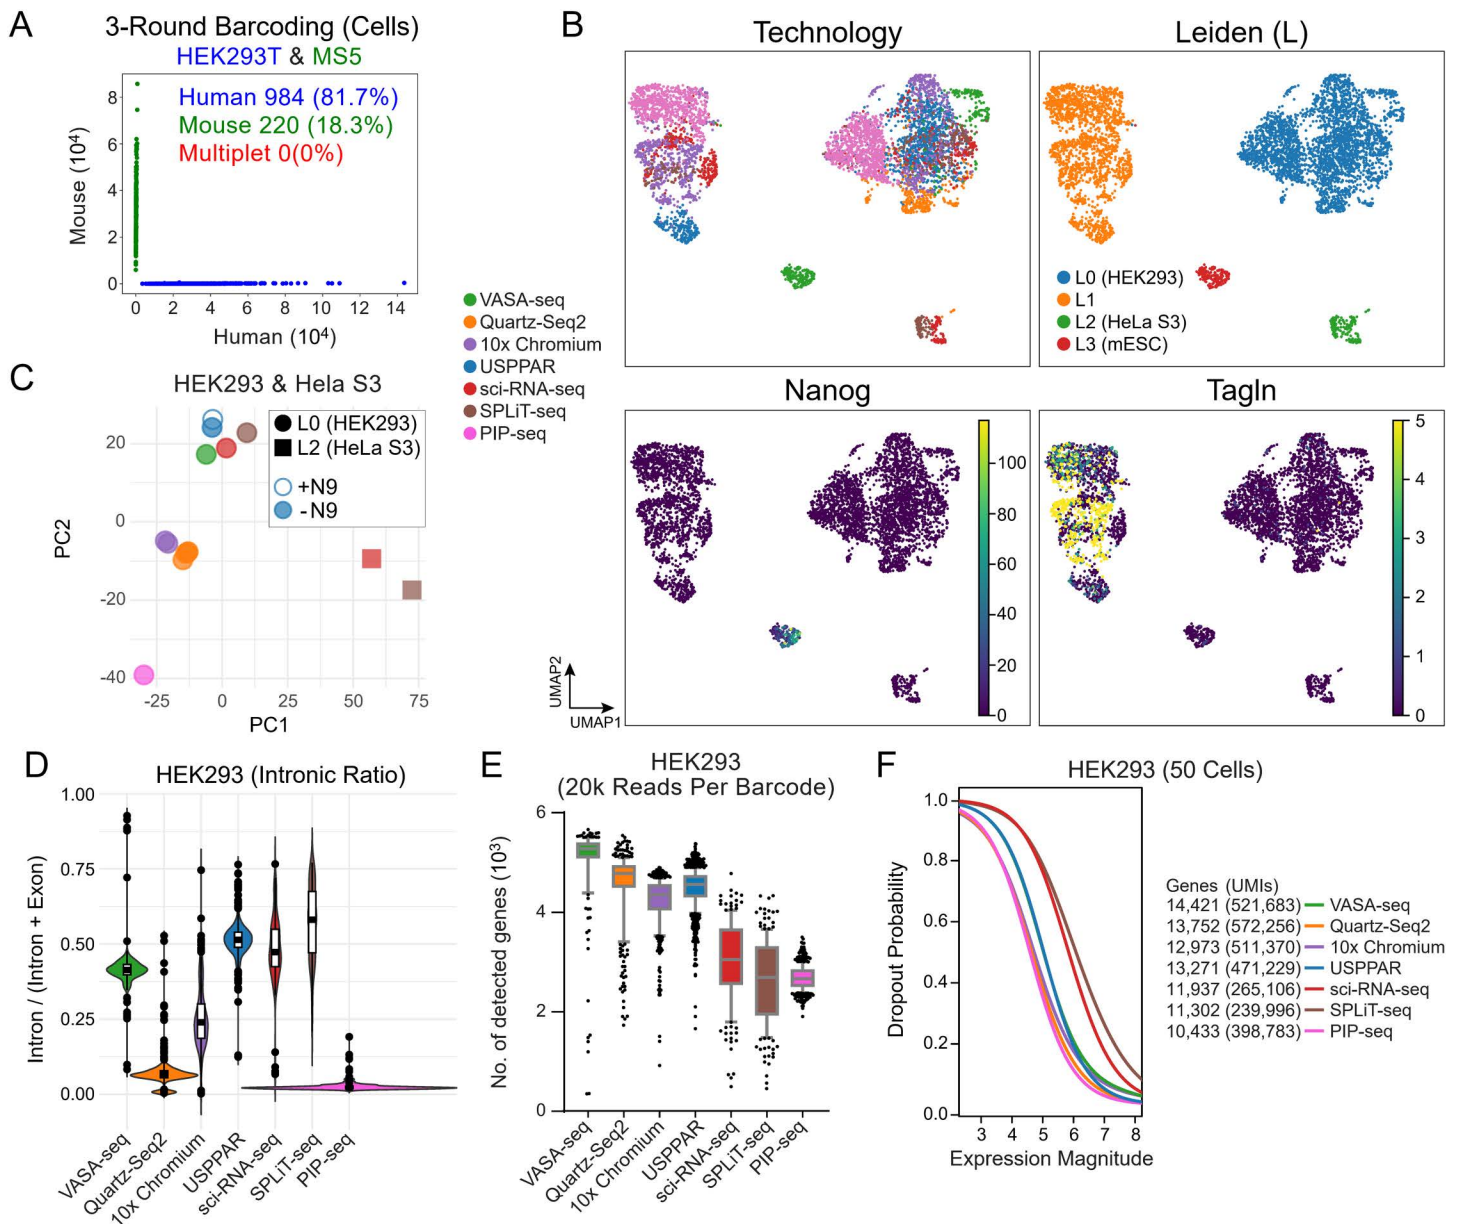 A
3-Round Barcoding (Cells)
HEK293T & MS5
Human 984 (81.7%)
Mouse 220 (18.3%)
Multiplet 0(0%)
Mouse (10⁴)
8
6
4
2
0
0 2 4 6 8 10 12 14
Human (10⁴)
B
Technology
Leiden (L)
L0 (HEK293)
L1
L2 (HeLa S3)
L3 (mESC)
VASA-seq
Quartz-Seq2
10x Chromium
USPPAR
sci-RNA-seq
SPLiT-seq
PIP-seq
Nanog
100
80
60
40
20
0
Tagln
5
4
3
2
1
0
UMAP2
UMAP1
C
HEK293 & Hela S3
L0 (HEK293)
L2 (HeLa S3)
+N9
-N9
PC2
20
0
-20
-40
-25 0 25 50 75
PC1
D
HEK293 (Intronic Ratio)
Intron / (Intron + Exon)
1.00
0.75
0.50
0.25
0.00
VASA-seq
Quartz-Seq2
10x Chromium
USPPAR
sci-RNA-seq
SPLiT-seq
PIP-seq
E
HEK293
(20k Reads Per Barcode)
No. of detected genes (10³)
6
4
2
0
VASA-seq
Quartz-Seq2
10x Chromium
USPPAR
sci-RNA-seq
SPLiT-seq
PIP-seq
F
HEK293 (50 Cells)
Dropout Probability
1.0
0.8
0.6
0.4
0.2
0.0
3 4 5 6 7 8
Expression Magnitude
Genes (UMIs)
14,421 (521,683) VASA-seq
13,752 (572,256) Quartz-Seq2
12,973 (511,370) 10x Chromium
13,271 (471,229) USPPAR
11,937 (265,106) sci-RNA-seq
11,302 (239,996) SPLiT-seq
10,433 (398,783) PIP-seq